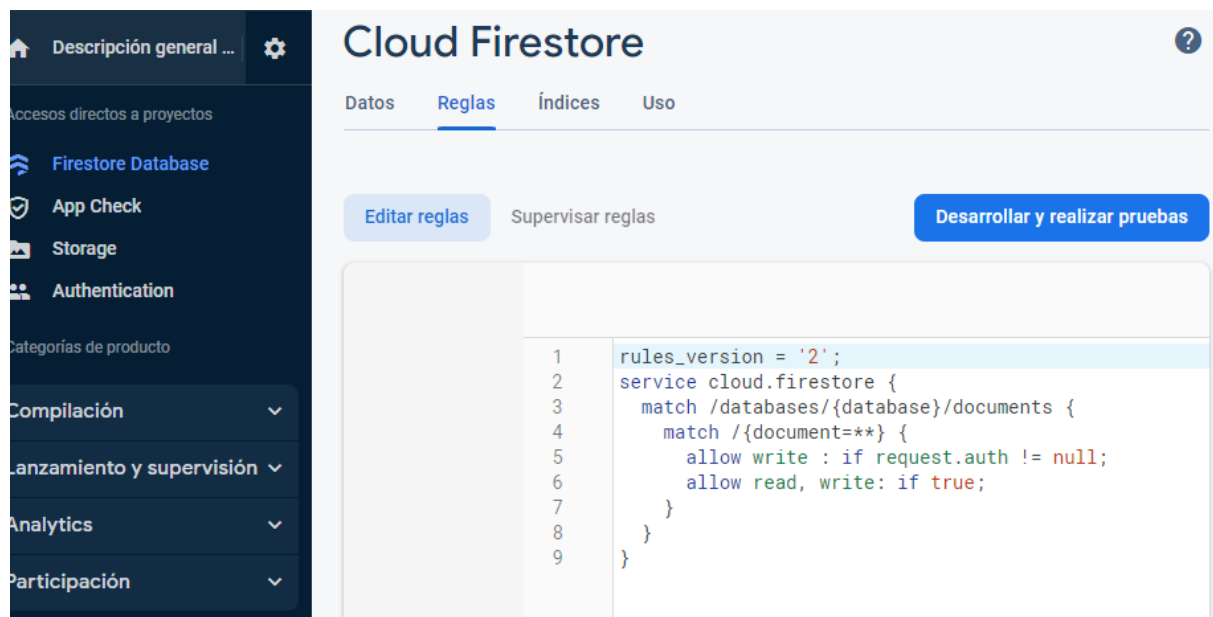 Descripción general ...
Cloud Firestore
?
Accesos directos a proyectos
Datos Reglas Índices Uso
Firestore Database
App Check
Storage
Authentication
Editar reglas Supervisar reglas Desarrollar y realizar pruebas
Categorías de producto
Compilación
Lanzamiento y supervisión
Analytics
Participación
1 rules_version = '2';
2 service cloud.firestore {
3 match /databases/{database}/documents {
4 match /{document=**} {
5 allow write : if request.auth != null;
6 allow read, write: if true;
7 }
8 }
9 }